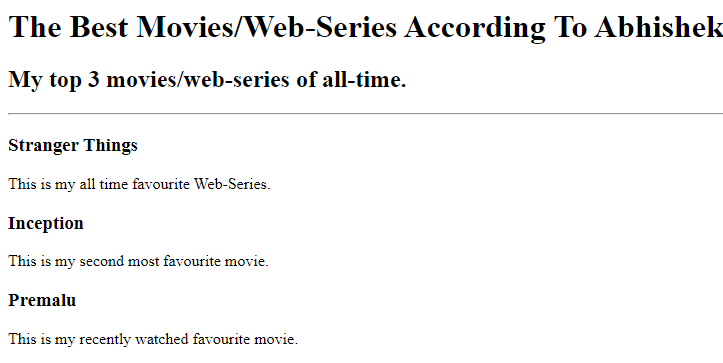 The Best Movies/Web-Series According To Abhishek
My top 3 movies/web-series of all-time.
Stranger Things
This is my all time favourite Web-Series.
Inception
This is my second most favourite movie.
Premalu
This is my recently watched favourite movie.